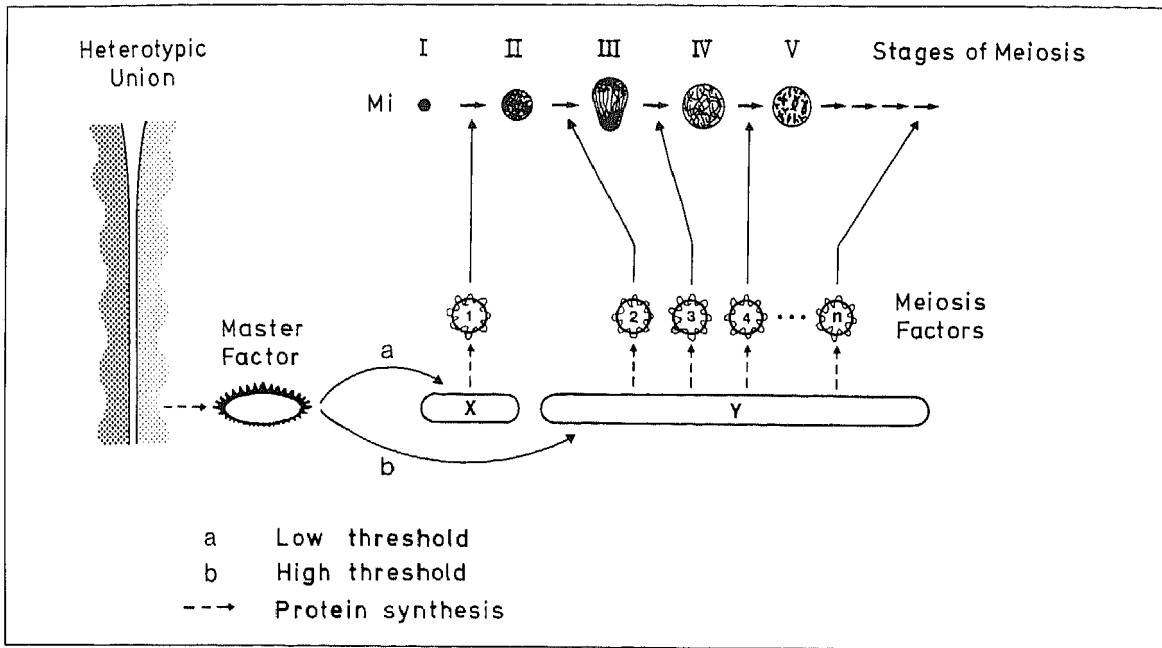 Heterotypic
Union
I II III IV V Stages of Meiosis
Mi
1 2 3 4 ... n
Meiosis
Factors
Master
Factor
a
X Y
b
a Low threshold
b High threshold
Protein synthesis